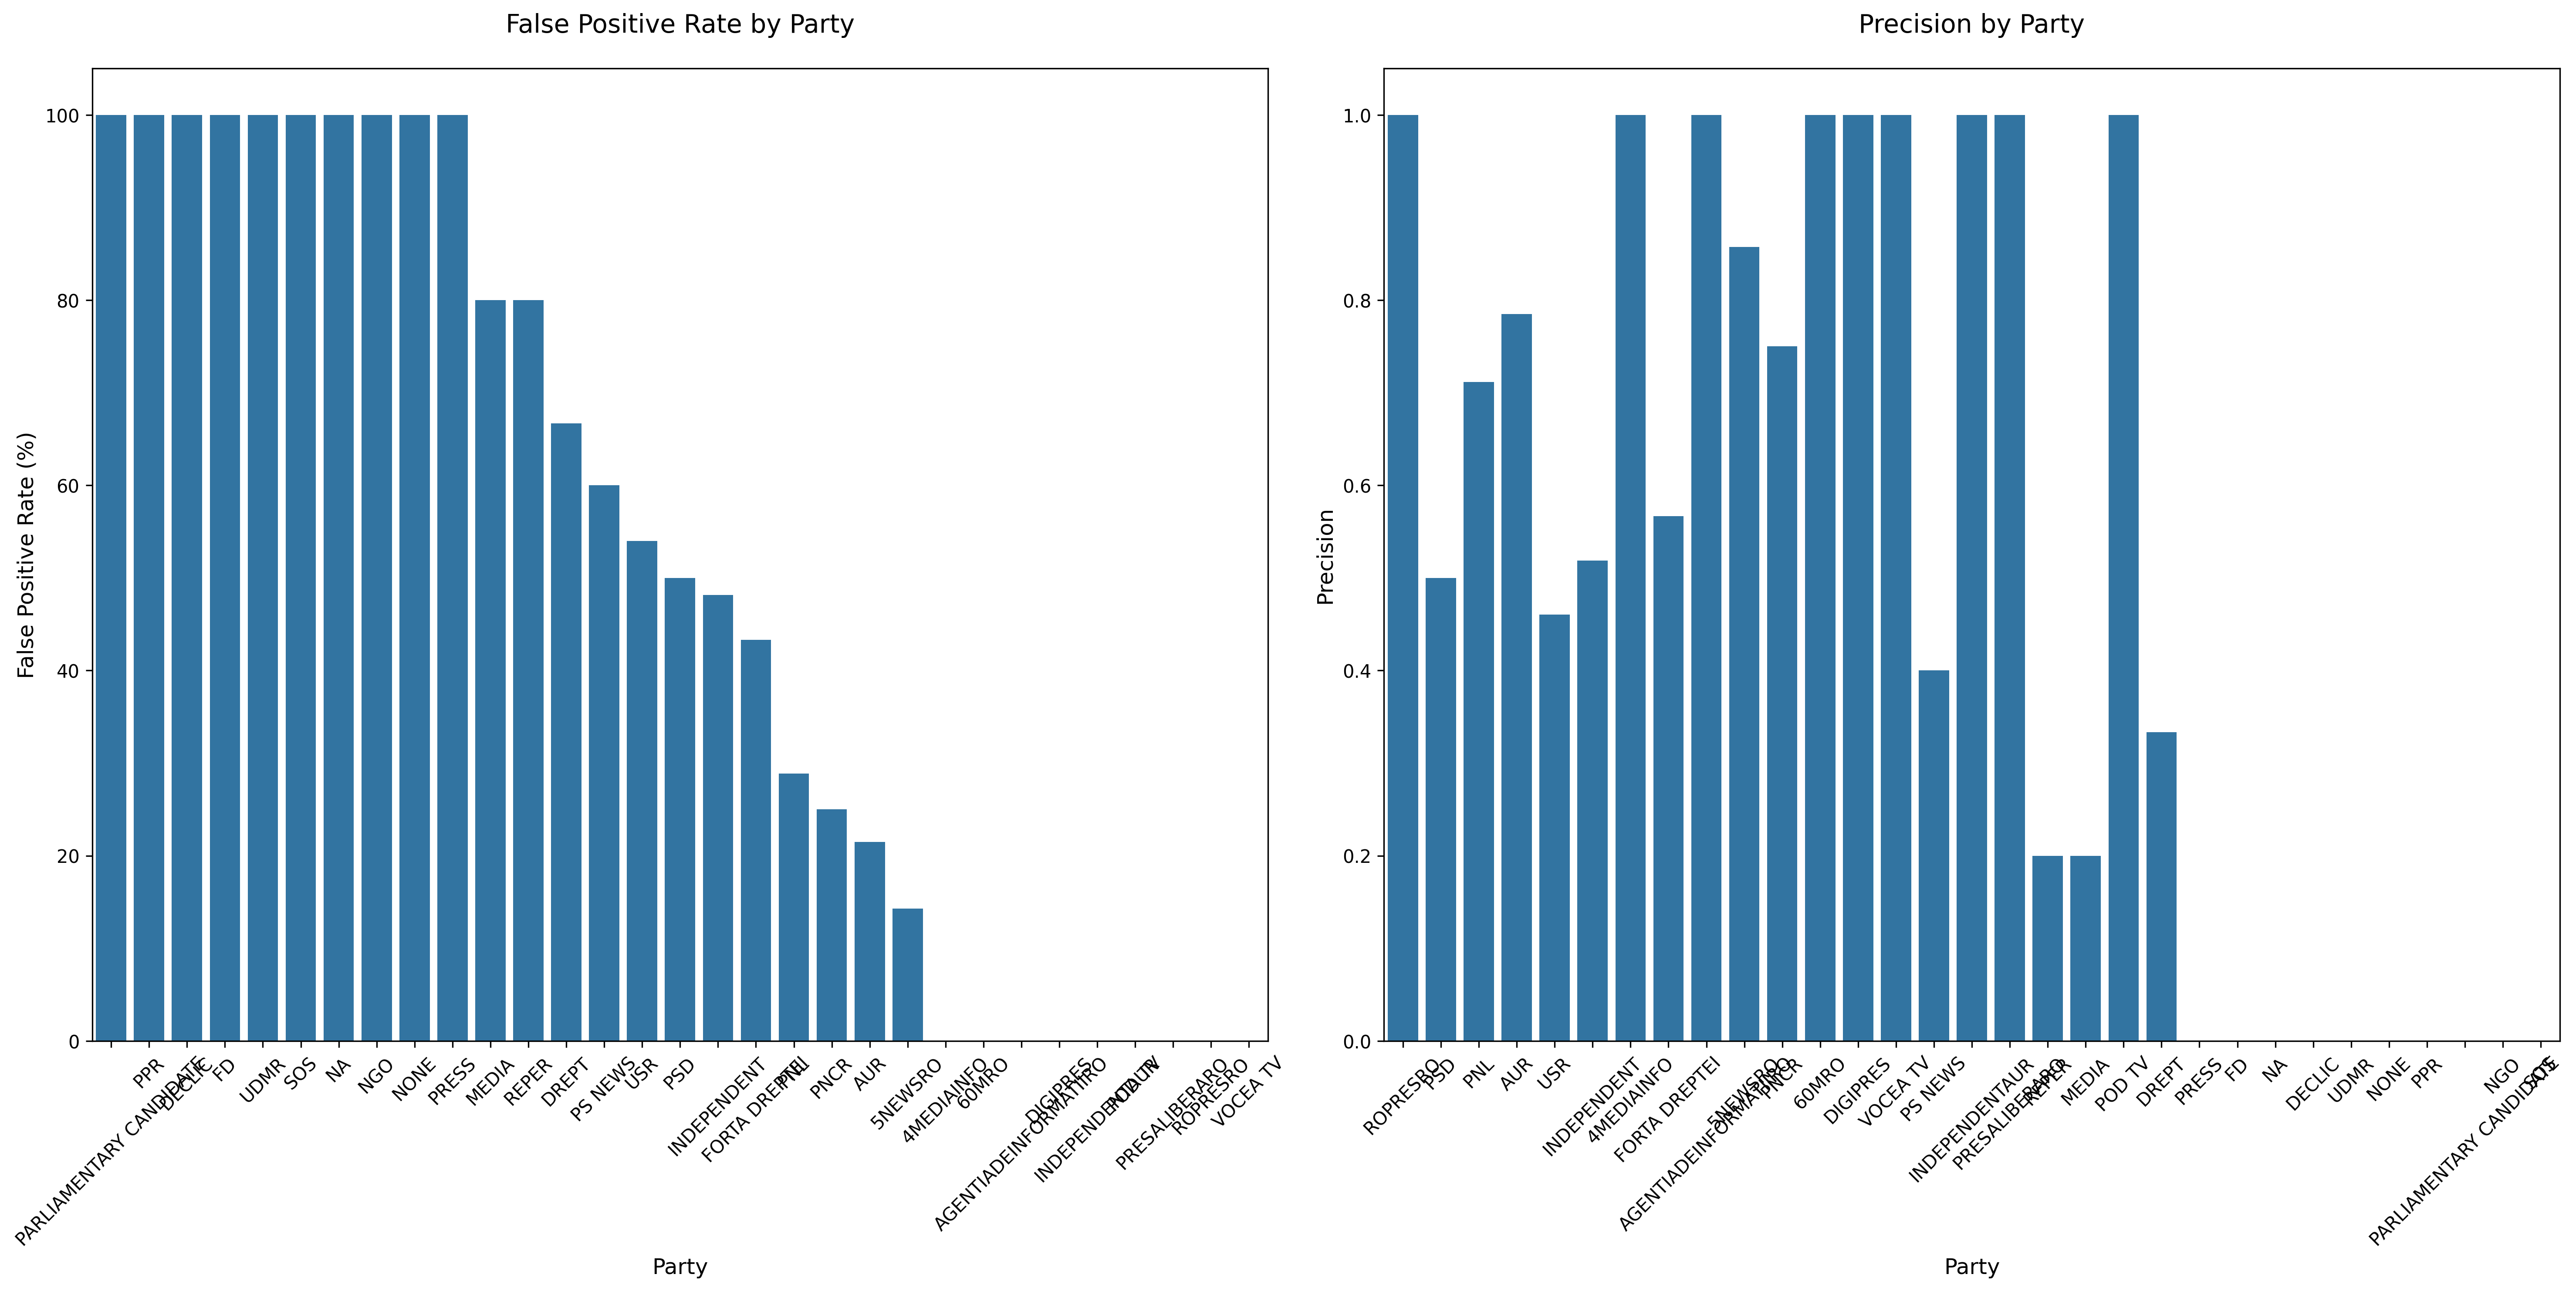 False Positive Rate by Party
False Positive Rate (%)
100
80
60
40
20
0
PARLIAMENTARY CANDIDATE
PPR
DECLIC
FD
UDMR
SOS
NA
NGO
NONE
PRESS
MEDIA
REPER
DREPT
PS NEWS
USR
PSD
INDEPENDENT
FORTA DREPTEI
PNL
PNCR
AUR
5NEWSRO
4MEDIAINFO
60MRO
AGENTIADEINFORMATIRO
DIGIPRES
INDEPENDENTAUR
POD TV
PRESALIBERARO
ROPRESRO
VOCEA TV
Party
Precision by Party
Precision
1.0
0.8
0.6
0.4
0.2
0.0
ROPRESRO
PSD
PNL
AUR
USR
INDEPENDENT
4MEDIAINFO
FORTA DREPTEI
AGENTIADEINFORMATIRO
5NEWSRO
PNCR
60MRO
DIGIPRES
VOCEA TV
PS NEWS
INDEPENDENTAUR
PRESALIBERARO
REPER
MEDIA
POD TV
DREPT
PRESS
FD
NA
DECLIC
UDMR
NONE
PPR
PARLIAMENTARY CANDIDATE
NGO
SOS
Party